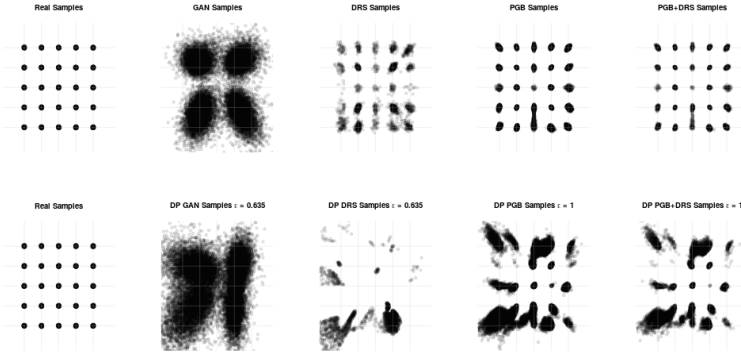 Real Samples
GAN Samples
DRS Samples
PGB Samples
PGB+DRS Samples
Real Samples
DP GAN Samples ε = 0.635
DP DRS Samples ε = 0.635
DP PGB Samples ε = 1
DP PGB+DRS Samples ε = 1